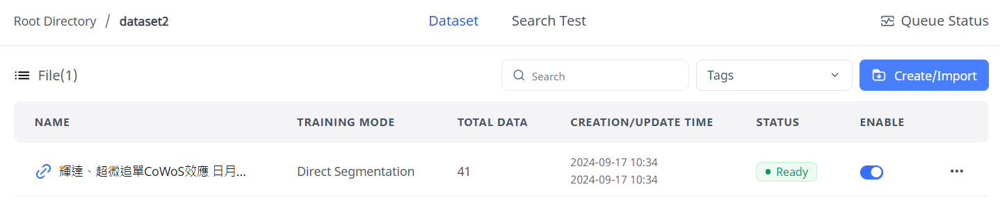 Root Directory / dataset2 Dataset Search Test Queue Status
File(1) Search Tags Create/Import
NAME TRAINING MODE TOTAL DATA CREATION/UPDATE TIME STATUS ENABLE
輝達、超微追單CoWoS效應 日月... Direct Segmentation 41 2024-09-17 10:34 Ready
2024-09-17 10:34